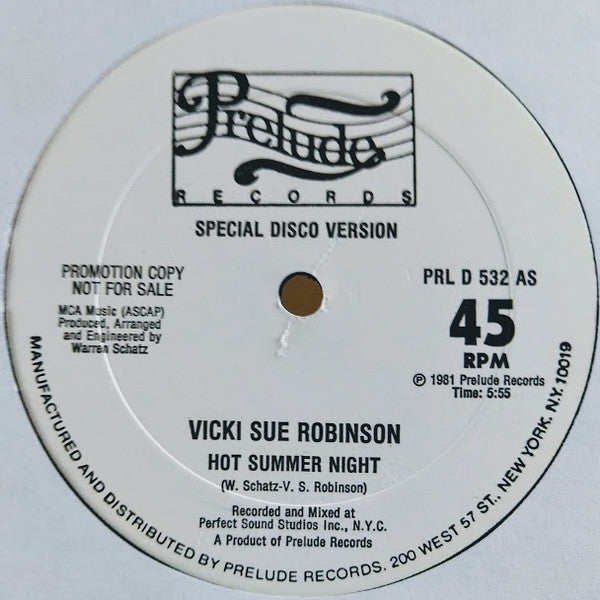 Prelude
RECORDS
SPECIAL DISCO VERSION
PROMOTION COPY
NOT FOR SALE
MCA Music (ASCAP)
Produced, Arranged
and Engineered by
Warren Schatz
PRL D 532 AS
45
RPM
℗ 1981 Prelude Records
Time: 5:55
VICKI SUE ROBINSON
HOT SUMMER NIGHT
(W. Schatz-V. S. Robinson)
Recorded and Mixed at
Perfect Sound Studios Inc., N.Y.C.
A Product of Prelude Records
MANUFACTURED AND DISTRIBUTED BY PRELUDE RECORDS. 200 WEST 57 ST., NEW YORK, N.Y. 10019